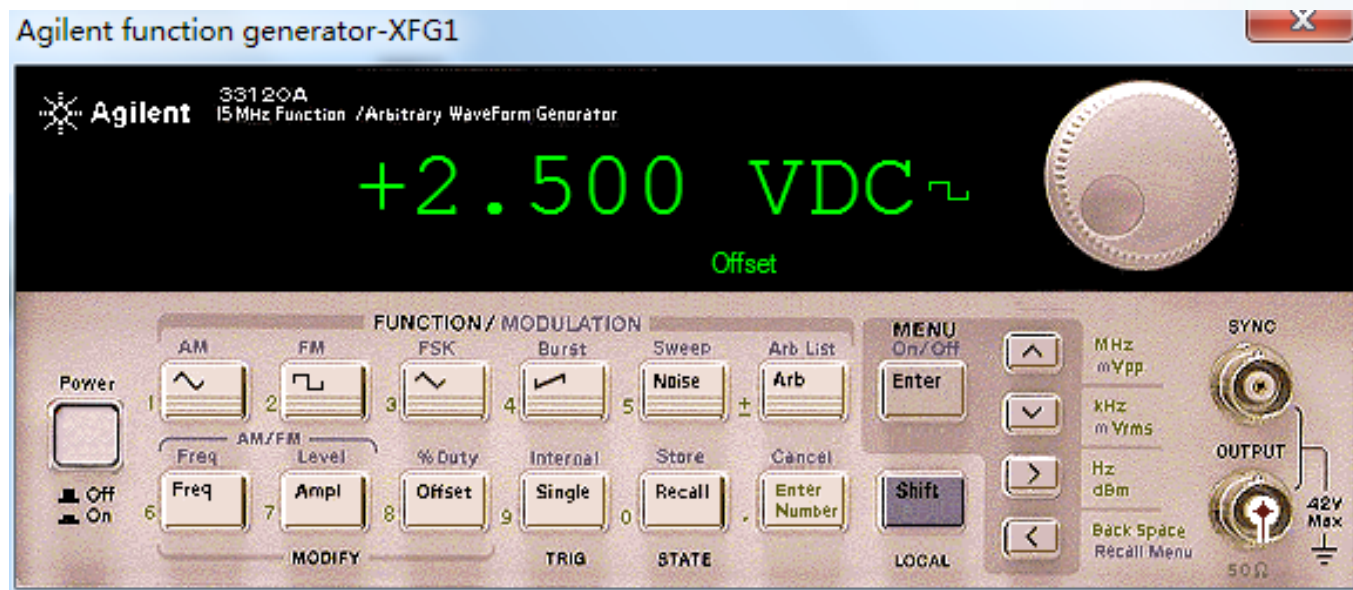 Agilent function generator-XFG1
X
Agilent
33120A
15 MHz Function /Arbitrary WaveForm Genorator
+2.500 VDC
Offset
FUNCTION/ MODULATION
AM FM FSK Burst Sweep Arb List
MENU
On/Off
MHz
mVpp
SYNC
Power
1 2 3 4 5 Noise ± Arb Enter
kHz
mVrms
AM/FM
Freq Level %Duty Internal Store Cancel
Hz
dBm
OUTPUT
Off
On
6 Freq 7 Ampl 8 Offset 9 Single 0 Recall . Enter Number Shift
42V
Max
Back Space
Recall Menu
MODIFY TRIG STATE LOCAL
50Ω